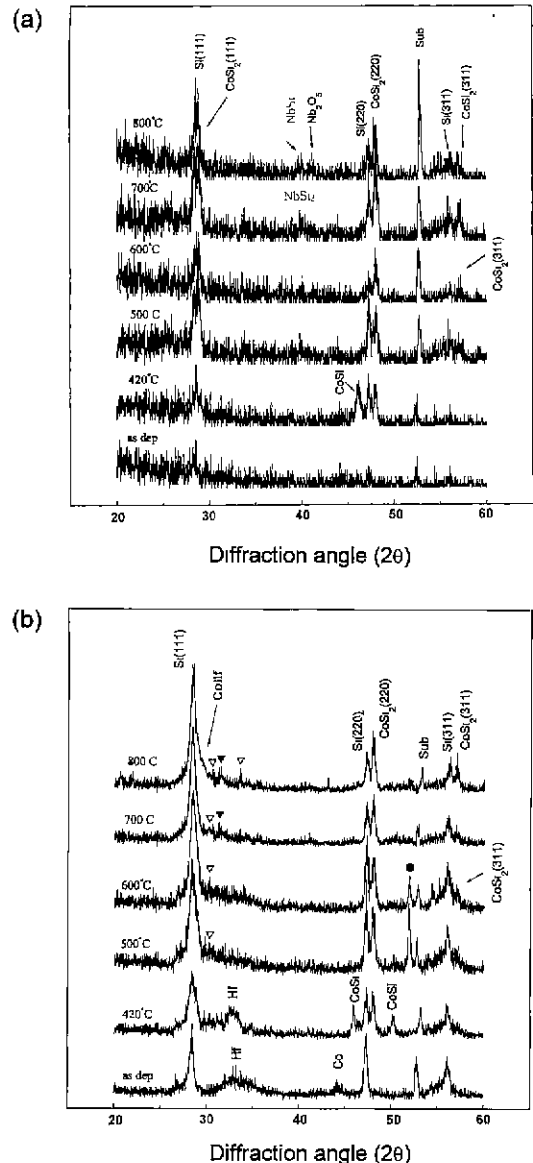 (a)
Si(111)
CoSi₂(111)
NbSi₂
Nb₂O₅
Si(220)
CoSi₂(220)
Sub
Si(311)
CoSi₂(311)
800°C
700°C
NbSi₂
600°C
CoSi₂(311)
500 C
420°C
CoSi
as dep
20 30 40 50 60
Diffraction angle (2θ)
(b)
Si(111)
Si(220)
CoSi₂(220)
Sub
Si(311)
CoSi₂(311)
800 C
700 C
600°C
CoSi₂(311)
500°C
420°C
Hf
CoSi
CoSi
as dep
Hf
Co
20 30 40 50 60
Diffraction angle (2θ)